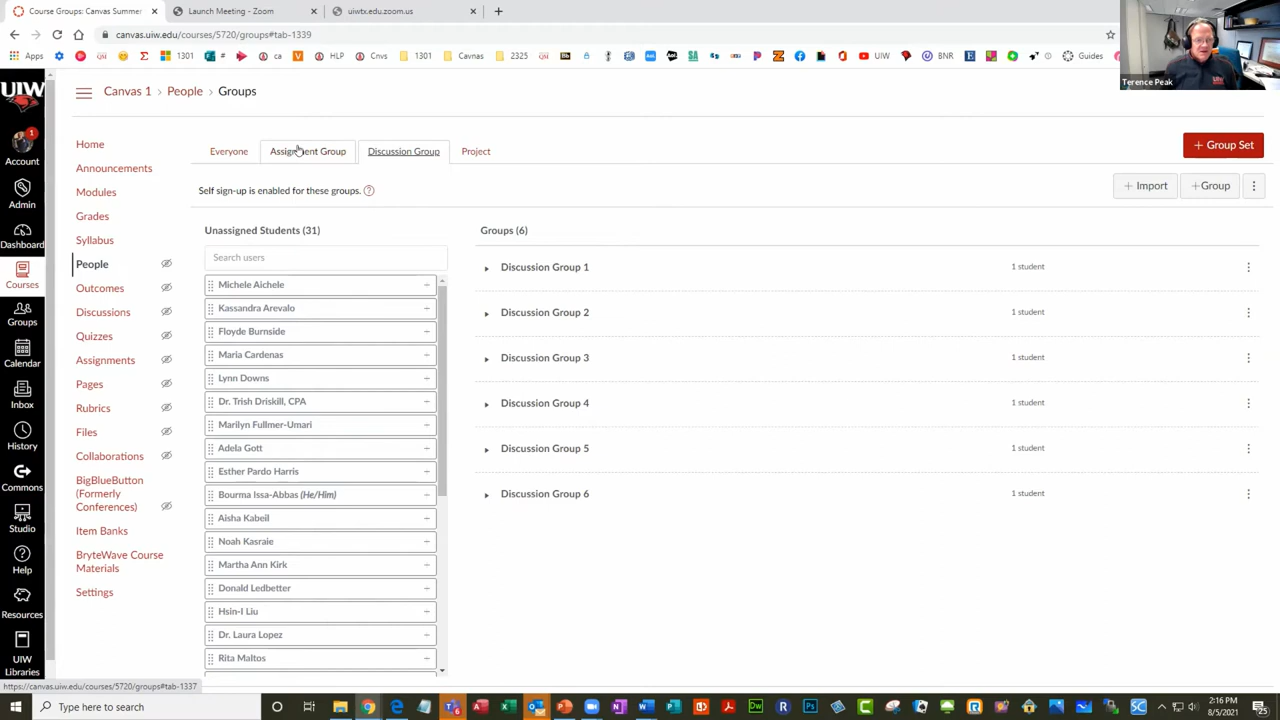 Course Groups: Canvas Summer
Launch Meeting - Zoom
uiwtx.edu.zoom.us
canvas.uiw.edu/courses/5720/groups#tab-1339
Apps
1301
#
ca
HLP
Cnvs
1301
Cavnas
2325
UIW
BNR
Guides
Terence Peak
UIW
Canvas 1 > People > Groups
Account
Admin
Dashboard
Courses
Groups
Calendar
Inbox
History
Commons
Studio
Help
Resources
UIW
Libraries
Home
Announcements
Modules
Grades
Syllabus
People
Outcomes
Discussions
Quizzes
Assignments
Pages
Rubrics
Files
Collaborations
BigBlueButton
(Formerly
Conferences)
Item Banks
BryteWave Course
Materials
Settings
Everyone
Assignment Group
Discussion Group
Project
+ Group Set
Self sign-up is enabled for these groups. ?
+ Import
+Group
Unassigned Students (31)
Search users
Michele Aichele
Kassandra Arevalo
Floyde Burnside
Maria Cardenas
Lynn Downs
Dr. Trish Driskill, CPA
Marilyn Fullmer-Umari
Adela Gott
Esther Pardo Harris
Bourma Issa-Abbas (He/Him)
Aisha Kabeil
Noah Kasraie
Martha Ann Kirk
Donald Ledbetter
Hsin-I Liu
Dr. Laura Lopez
Rita Maltos
Groups (6)
Discussion Group 1 1 student
Discussion Group 2 1 student
Discussion Group 3 1 student
Discussion Group 4 1 student
Discussion Group 5 1 student
Discussion Group 6 1 student
https://canvas.uiw.edu/courses/5720/groups#tab-1337
Type here to search
2:16 PM
8/5/2021
25